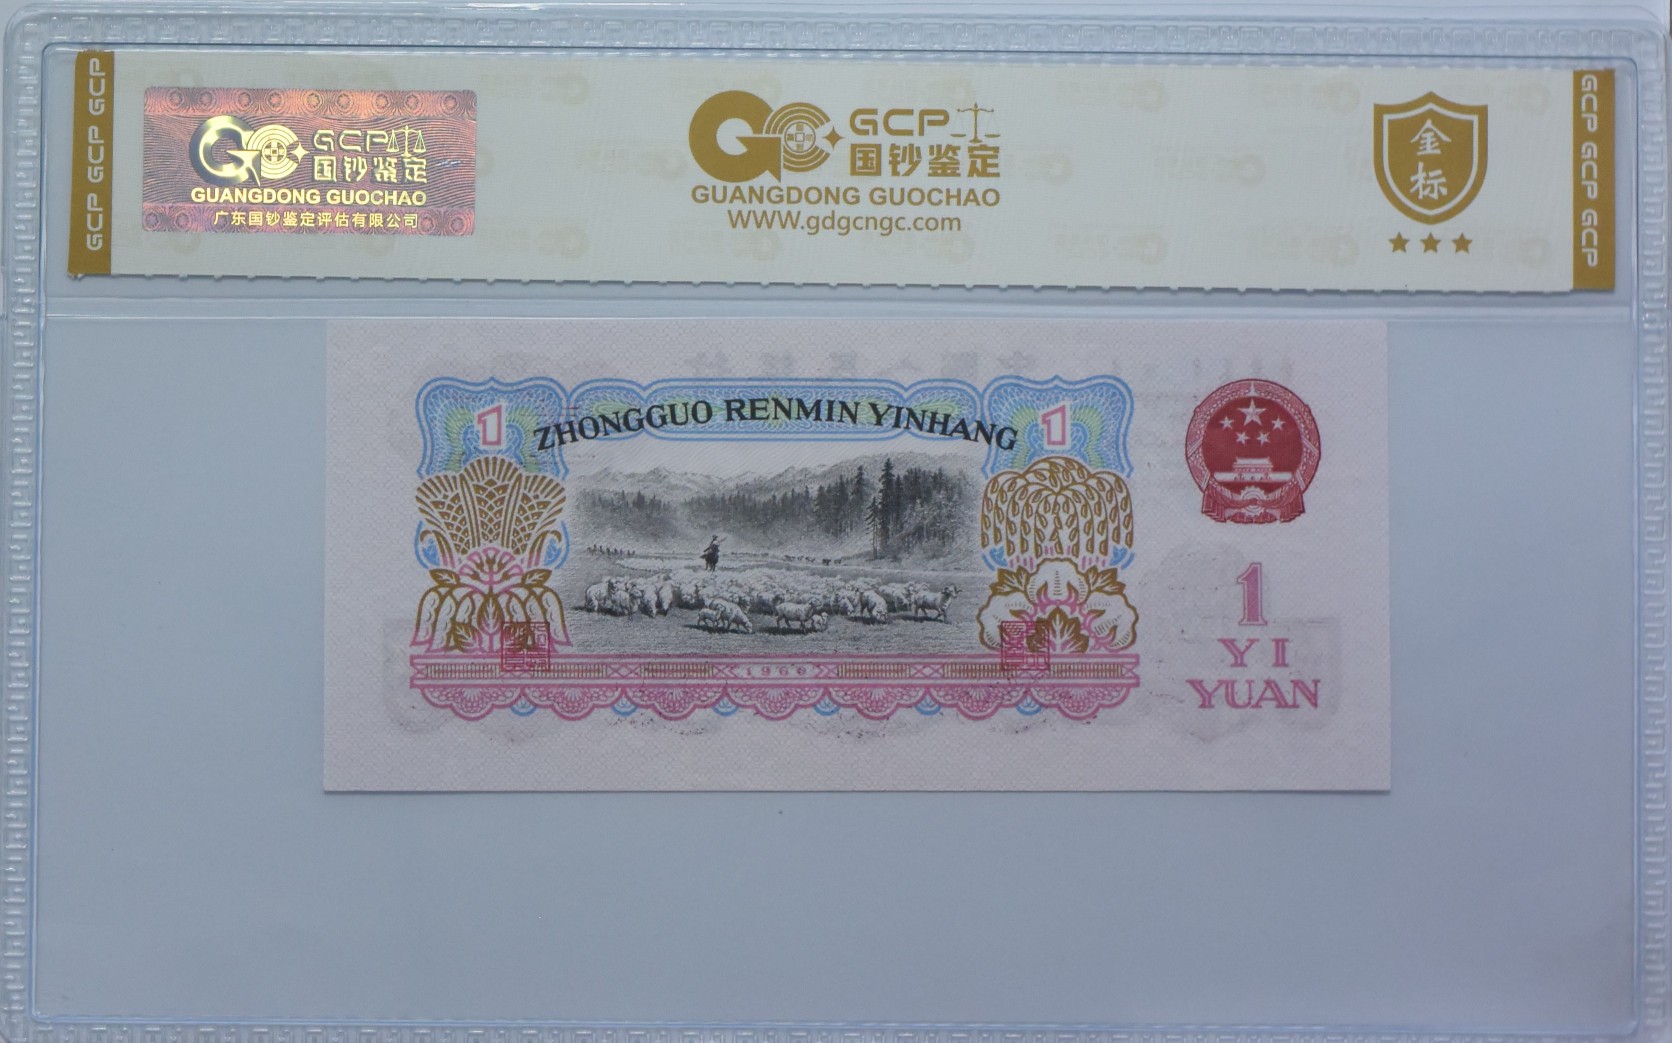 GCP GCP GCP
GCP
国钞鉴定
GUANGDONG GUOCHAO
广东国钞鉴定评估有限公司
GCP
国钞鉴定
GUANGDONG GUOCHAO
WWW.gdgcngc.com
金标
GCP GCP GCP
1
ZHONGGUO RENMIN YINHANG
1
1960
1
YI
YUAN